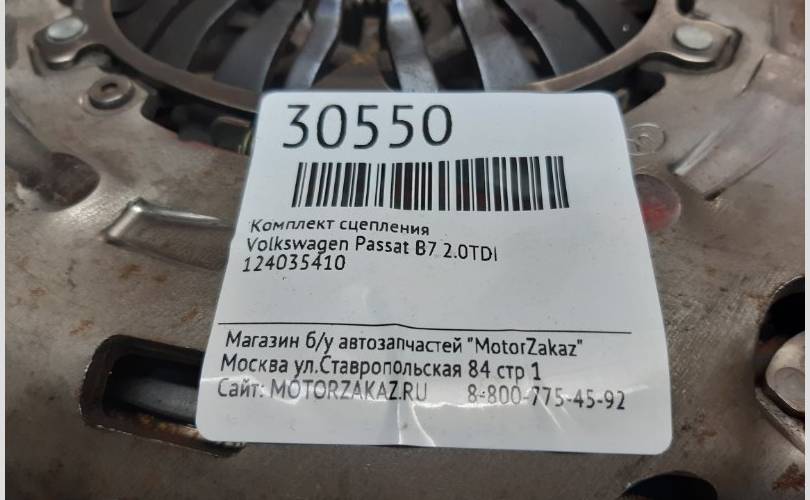 30550
Комплект сцепления
Volkswagen Passat B7 2.0TDI
124035410
Магазин б/у автозапчастей "MotorZakaz"
Москва ул.Ставропольская 84 стр 1
Сайт: MOTORZAKAZ.RU 8-800-775-45-92